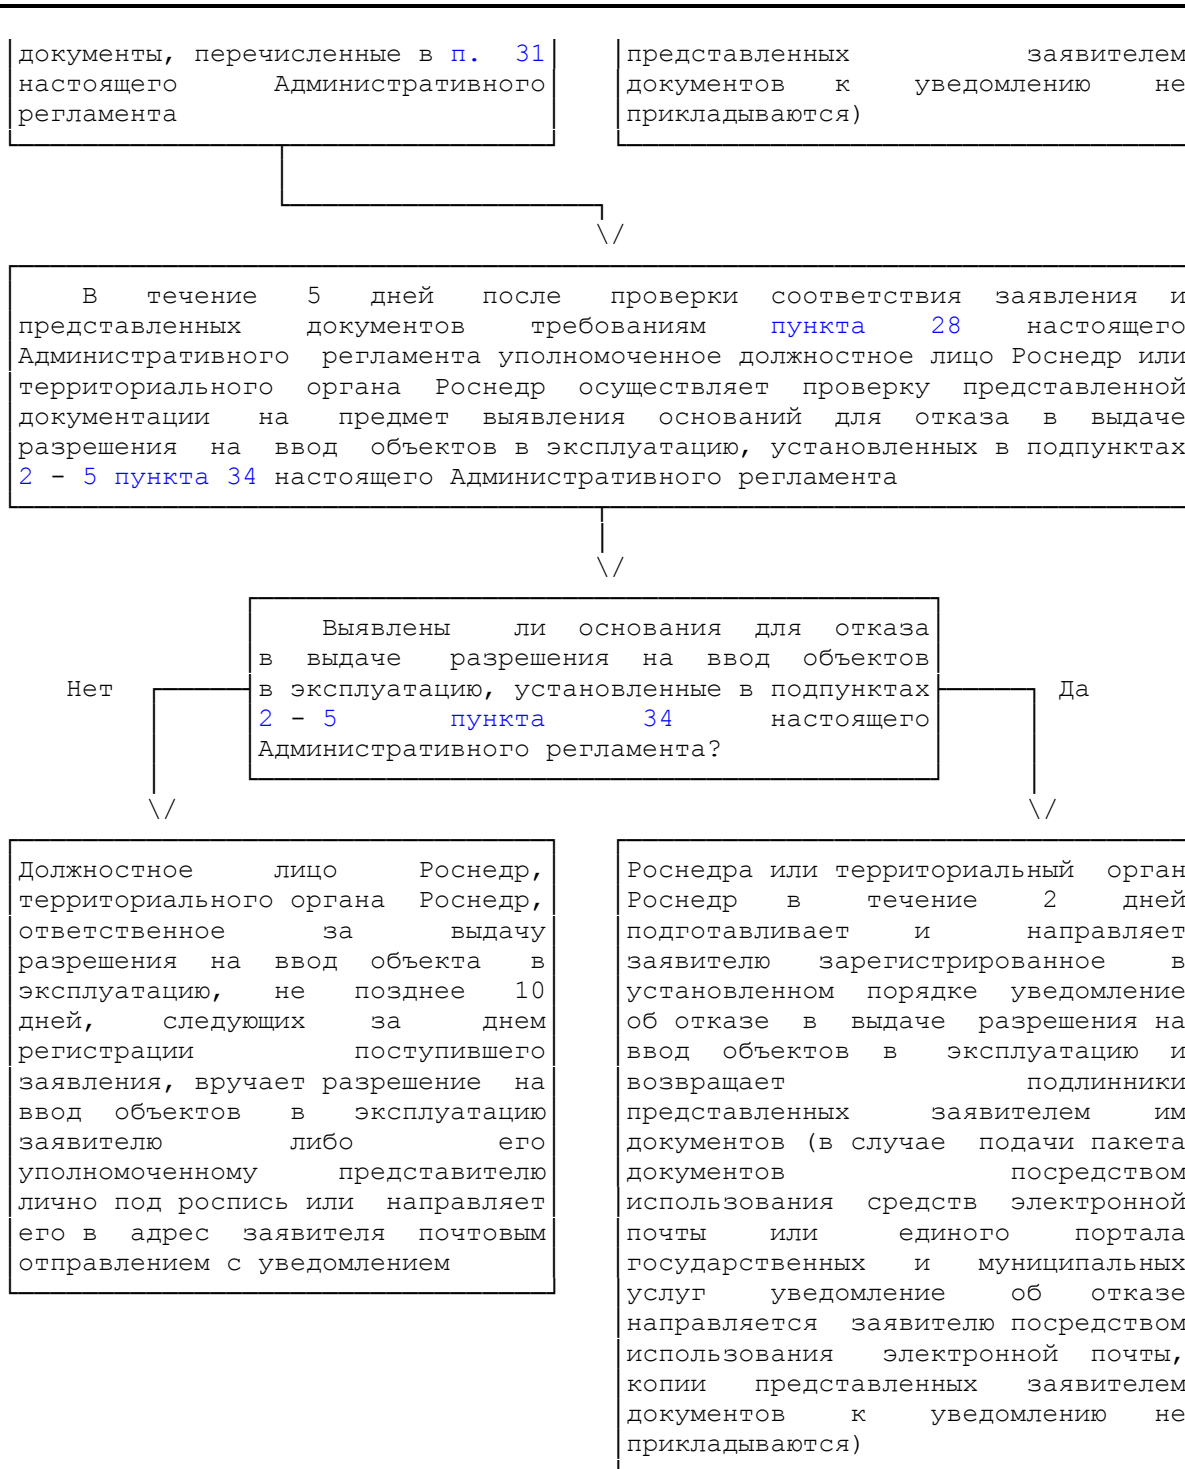 документы, перечисленные в п. 31
настоящего Административного
регламента
представленных заявителем
документов к уведомлению не
прикладываются)
\/
В течение 5 дней после проверки соответствия заявления и
представленных документов требованиям пункта 28 настоящего
Административного регламента уполномоченное должностное лицо Роснедр или
территориального органа Роснедр осуществляет проверку представленной
документации на предмет выявления оснований для отказа в выдаче
разрешения на ввод объектов в эксплуатацию, установленных в подпунктах
2 - 5 пункта 34 настоящего Административного регламента
\/
Выявлены ли основания для отказа
в выдаче разрешения на ввод объектов
Нет в эксплуатацию, установленные в подпунктах Да
2 - 5 пункта 34 настоящего
Административного регламента?
\/ \/
Должностное лицо Роснедр,
территориального органа Роснедр,
ответственное за выдачу
разрешения на ввод объекта в
эксплуатацию, не позднее 10
дней, следующих за днем
регистрации поступившего
заявления, вручает разрешение на
ввод объектов в эксплуатацию
заявителю либо его
уполномоченному представителю
лично под роспись или направляет
его в адрес заявителя почтовым
отправлением с уведомлением
Роснедра или территориальный орган
Роснедр в течение 2 дней
подготавливает и направляет
заявителю зарегистрированное в
установленном порядке уведомление
об отказе в выдаче разрешения на
ввод объектов в эксплуатацию и
возвращает подлинники
представленных заявителем им
документов (в случае подачи пакета
документов посредством
использования средств электронной
почты или единого портала
государственных и муниципальных
услуг уведомление об отказе
направляется заявителю посредством
использования электронной почты,
копии представленных заявителем
документов к уведомлению не
прикладываются)